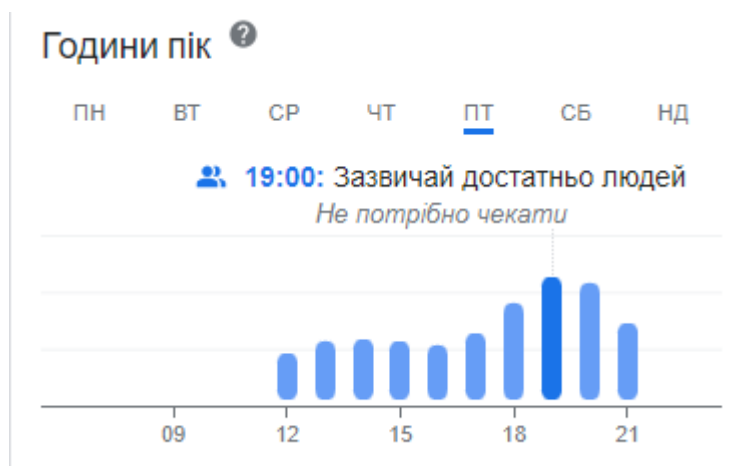 Години пік ?
ПН ВТ СР ЧТ ПТ СБ НД
19:00: Зазвичай достатньо людей
Не потрібно чекати
09 12 15 18 21